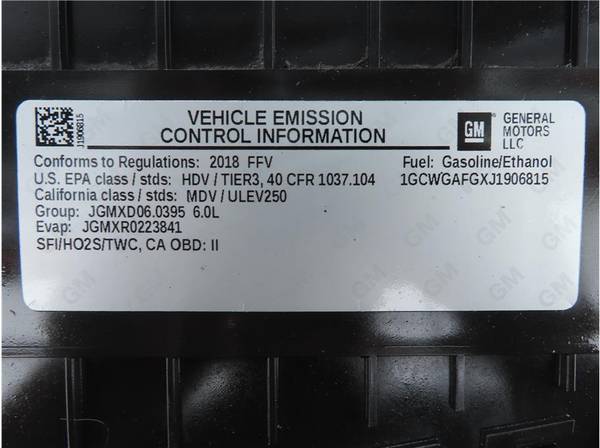 J1906815
VEHICLE EMISSION
CONTROL INFORMATION
GM
GENERAL
MOTORS
LLC
Conforms to Regulations: 2018 FFV
Fuel: Gasoline/Ethanol
U.S. EPA class / stds: HDV / TIER3, 40 CFR 1037.104
1GCWGAFGXJ1906815
California class / stds: MDV / ULEV250
Group: JGMXD06.0395 6.0L
Evap: JGMXR0223841
SFI/HO2S/TWC, CA OBD: II